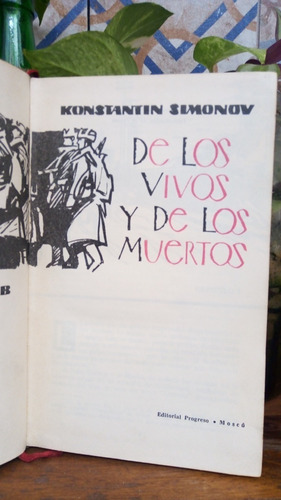 KONSTANTIN SIMONOV
DE LOS
VIVOS
Y DE LOS
MUERTOS
B
Editorial Progreso • Moscú